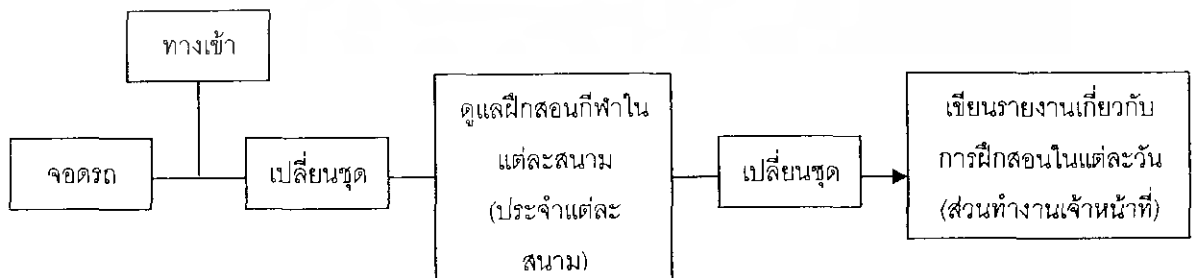 ทางเข้า
จอดรถ
เปลี่ยนชุด
ดูแลฝึกสอนกีฬาใน
แต่ละสนาม
(ประจำแต่ละ
สนาม)
เปลี่ยนชุด
เขียนรายงานเกี่ยวกับ
การฝึกสอนในแต่ละวัน
(ส่วนทำงานเจ้าหน้าที่)